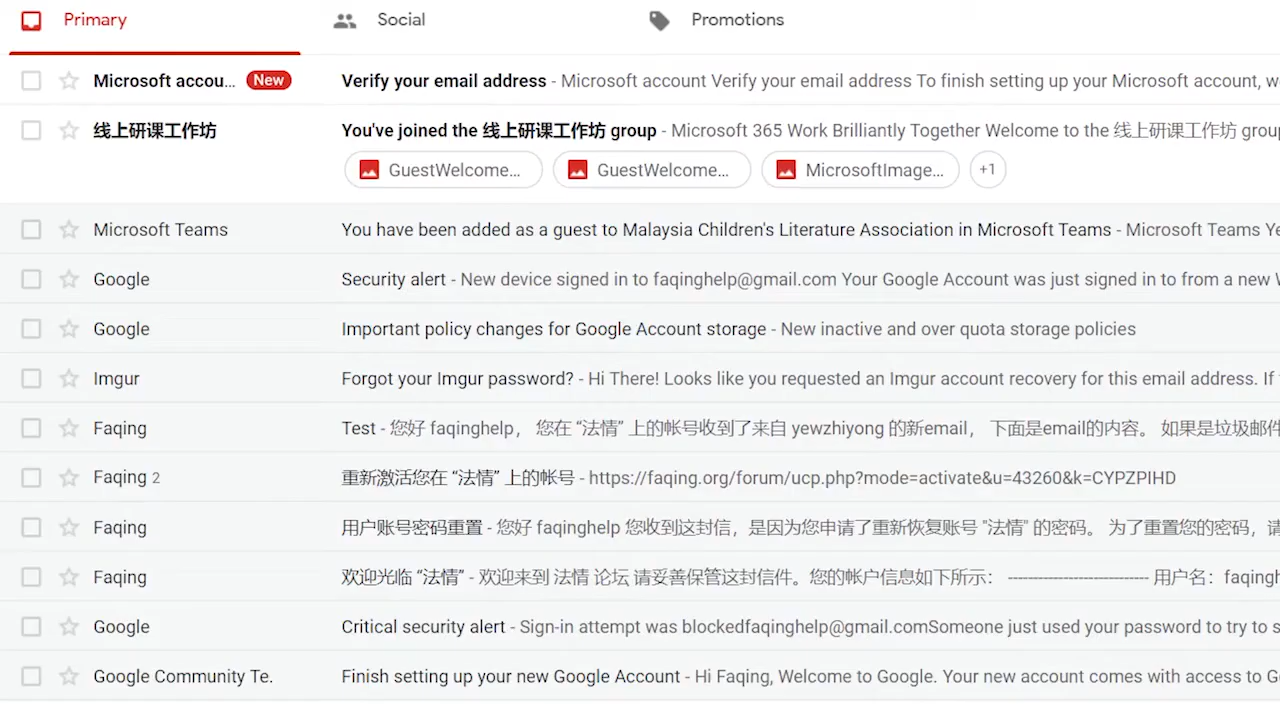 Primary Social Promotions
Microsoft accou... New Verify your email address - Microsoft account Verify your email address To finish setting up your Microsoft account, w
线上研课工作坊 You've joined the 线上研课工作坊 group - Microsoft 365 Work Brilliantly Together Welcome to the 线上研课工作坊 group
GuestWelcome... GuestWelcome... MicrosoftImage... +1
Microsoft Teams You have been added as a guest to Malaysia Children's Literature Association in Microsoft Teams - Microsoft Teams Ye
Google Security alert - New device signed in to faqinghelp@gmail.com Your Google Account was just signed in to from a new W
Google Important policy changes for Google Account storage - New inactive and over quota storage policies
Imgur Forgot your Imgur password? - Hi There! Looks like you requested an Imgur account recovery for this email address. If
Faqing Test - 您好 faqinghelp， 您在 “法情” 上的帐号收到了来自 yewzhiyong 的新email， 下面是email的内容。 如果是垃圾邮件
Faqing 2 重新激活您在 “法情” 上的帐号 - https://faqing.org/forum/ucp.php?mode=activate&u=43260&k=CYPZPIHD
Faqing 用户账号密码重置 - 您好 faqinghelp 您收到这封信，是因为您申请了重新恢复账号 "法情" 的密码。 为了重置您的密码，请
Faqing 欢迎光临 “法情” - 欢迎来到 法情 论坛 请妥善保管这封信件。您的帐户信息如下所示： ---------------------------- 用户名：faqingh
Google Critical security alert - Sign-in attempt was blockedfaqinghelp@gmail.comSomeone just used your password to try to s
Google Community Te. Finish setting up your new Google Account - Hi Faqing, Welcome to Google. Your new account comes with access to G